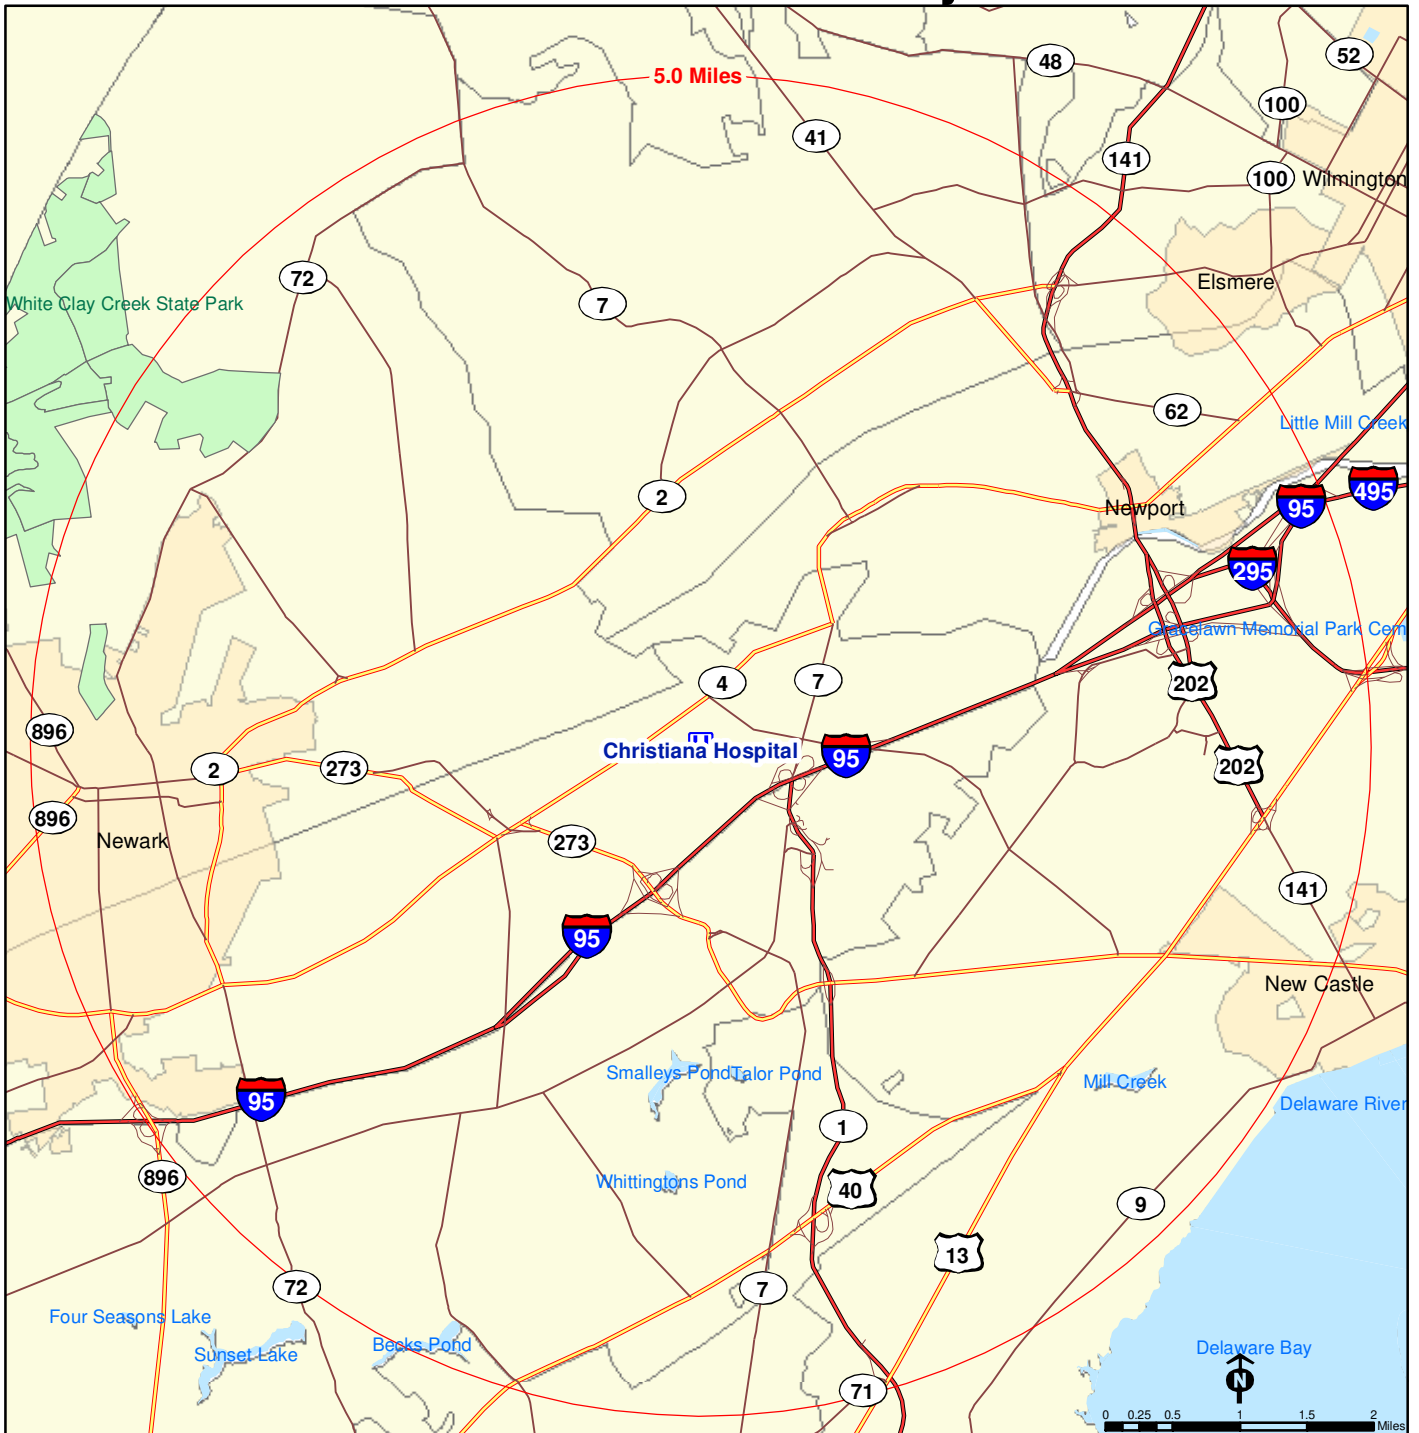 5.0 Miles
48
52
100
41
141
100
Wilmington
72
White Clay Creek State Park
7
Elsmere
62
Little Mill Creek
2
495
95
Newport
295
Gracelawn Memorial Park Cem
4
7
202
896
H
Christiana Hospital
95
2
273
202
896
Newark
273
141
95
New Castle
Smalleys Pond
Talor Pond
Mill Creek
95
Delaware River
1
896
Whittingtons Pond
40
9
13
72
7
Four Seasons Lake
Becks Pond
Sunset Lake
Delaware Bay
N
71
0 0.25 0.5 1 1.5 2
Miles